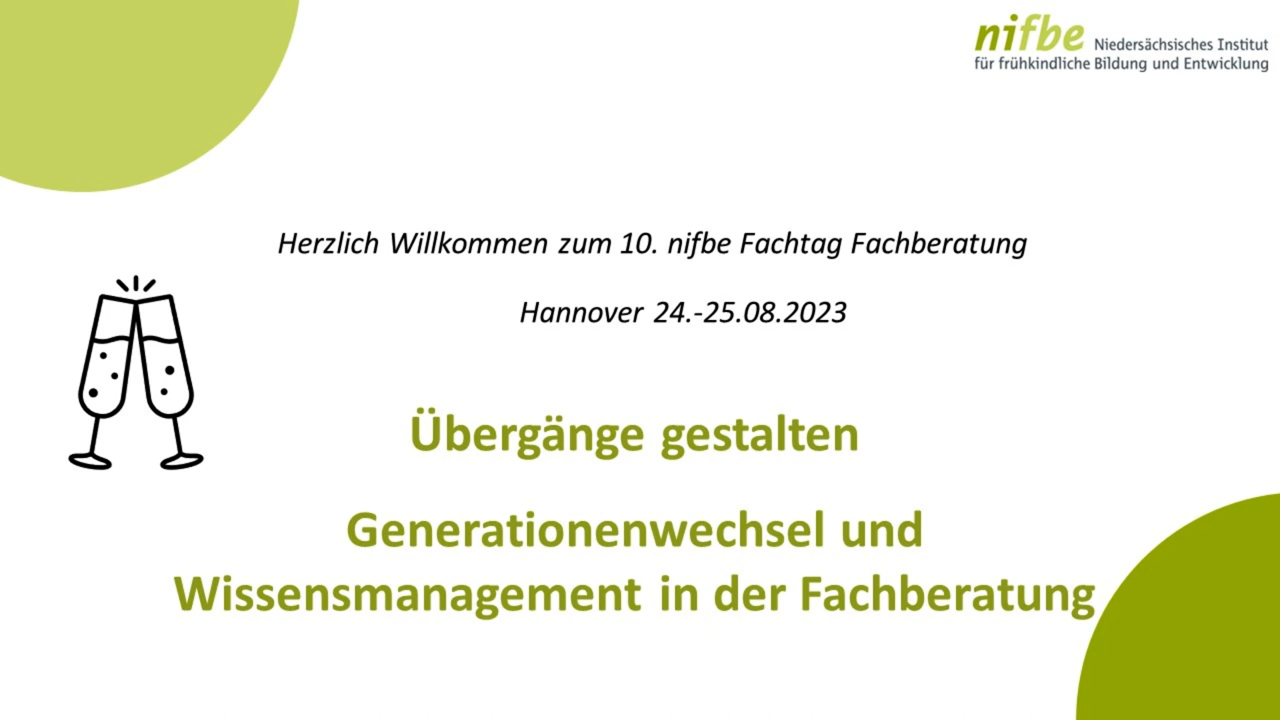 nifbe Niedersächsisches Institut
für frühkindliche Bildung und Entwicklung
Herzlich Willkommen zum 10. nifbe Fachtag Fachberatung
Hannover 24.-25.08.2023
Übergänge gestalten
Generationenwechsel und
Wissensmanagement in der Fachberatung